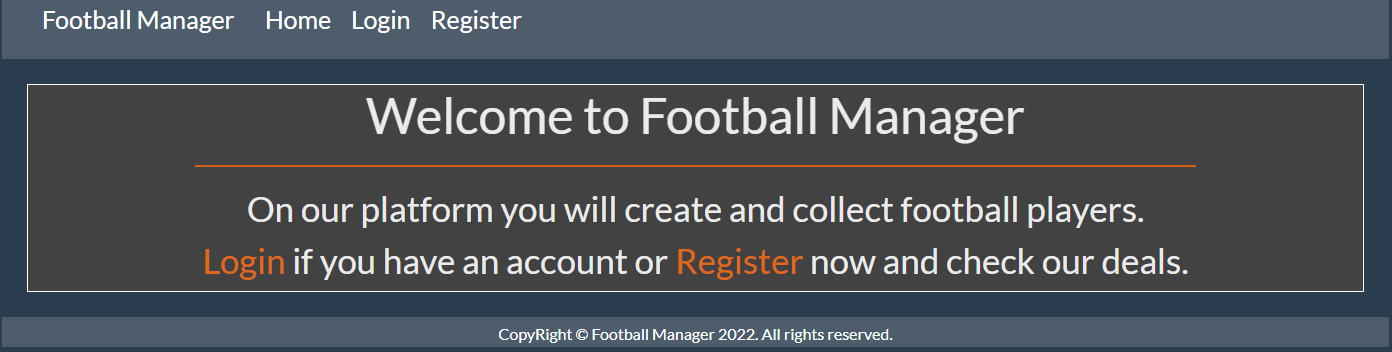 Football Manager Home Login Register
Welcome to Football Manager
On our platform you will create and collect football players.
Login if you have an account or Register now and check our deals.
CopyRight © Football Manager 2022. All rights reserved.